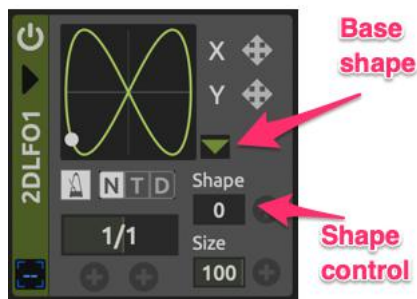 2DLFO1
X
Y
Base
shape
N T D
Shape
0
1/1
Size
100
Shape
control